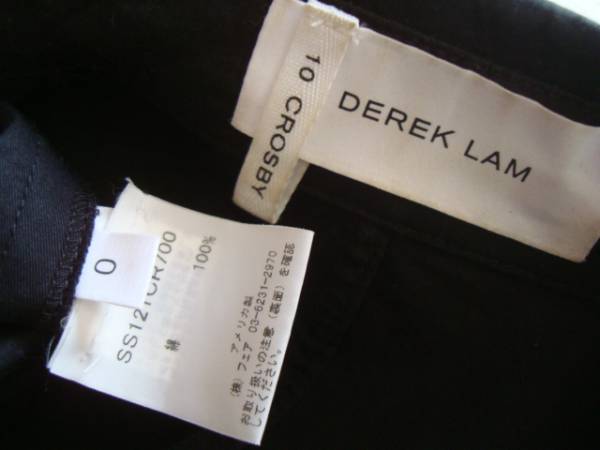 DEREK LAM
10 CROSBY
0
SS121CR700
綿 100%
アメリカ製
(株) フェア 03-6231-2970
お取り扱いの注意 (裏面) を確認
してください。